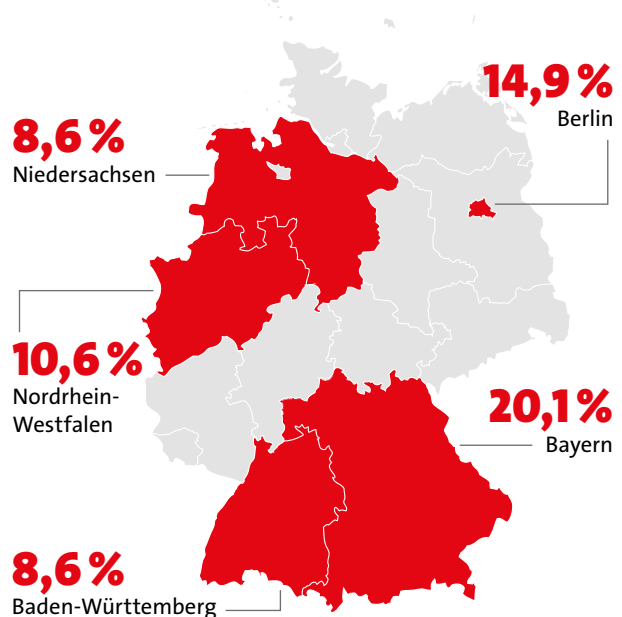 14,9 %
Berlin
8,6 %
Niedersachsen
10,6 %
Nordrhein-
Westfalen
20,1 %
Bayern
8,6 %
Baden-Württemberg